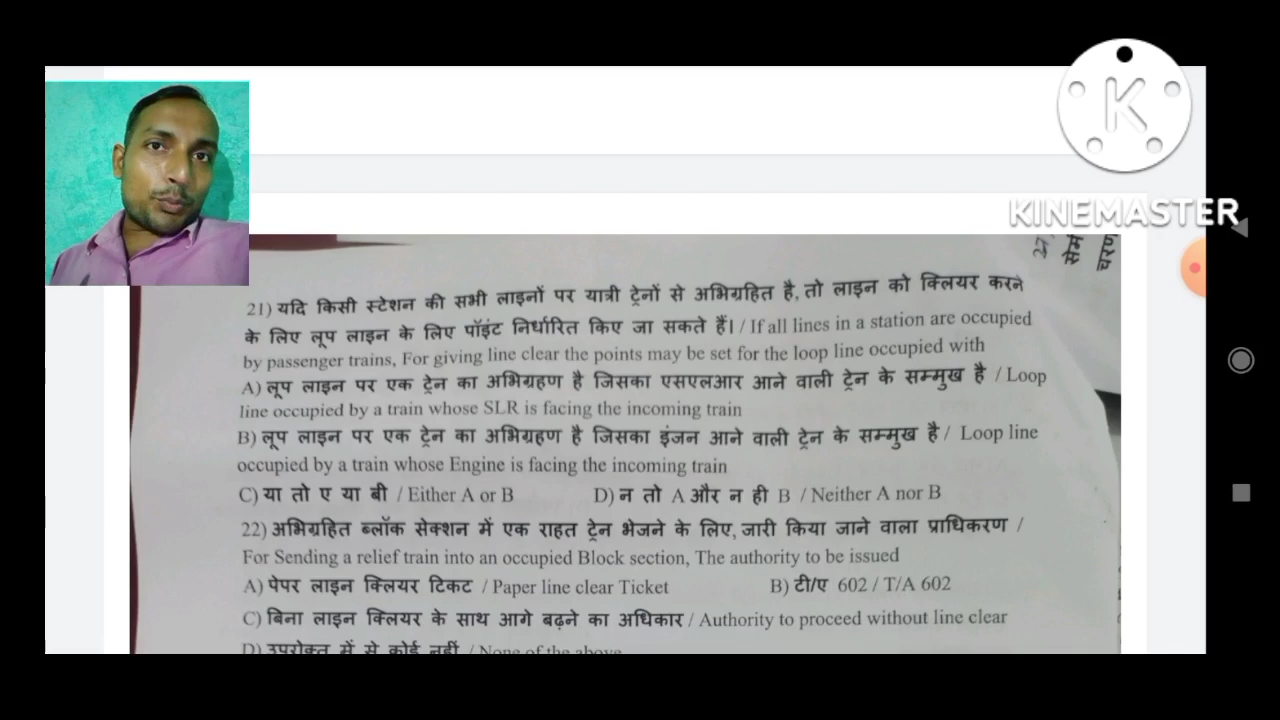 KINEMASTER
21) यदि किसी स्टेशन की सभी लाइनों पर यात्री ट्रेनों से अभिग्रहित है, तो लाइन को क्लियर करने
के लिए लूप लाइन के लिए पॉइंट निर्धारित किए जा सकते हैं। / If all lines in a station are occupied
by passenger trains, For giving line clear the points may be set for the loop line occupied with
A) लूप लाइन पर एक ट्रेन का अभिग्रहण है जिसका एसएलआर आने वाली ट्रेन के सम्मुख है / Loop
line occupied by a train whose SLR is facing the incoming train
B) लूप लाइन पर एक ट्रेन का अभिग्रहण है जिसका इंजन आने वाली ट्रेन के सम्मुख है / Loop line
occupied by a train whose Engine is facing the incoming train
C) या तो ए या बी / Either A or B D) न तो A और न ही B / Neither A nor B
22) अभिग्रहित ब्लॉक सेक्शन में एक राहत ट्रेन भेजने के लिए, जारी किया जाने वाला प्राधिकरण /
For Sending a relief train into an occupied Block section, The authority to be issued
A) पेपर लाइन क्लियर टिकट / Paper line clear Ticket B) टी/ए 602 / T/A 602
C) बिना लाइन क्लियर के साथ आगे बढ़ने का अधिकार / Authority to proceed without line clear
D) उपरोक्त में से कोई नहीं / None of the above